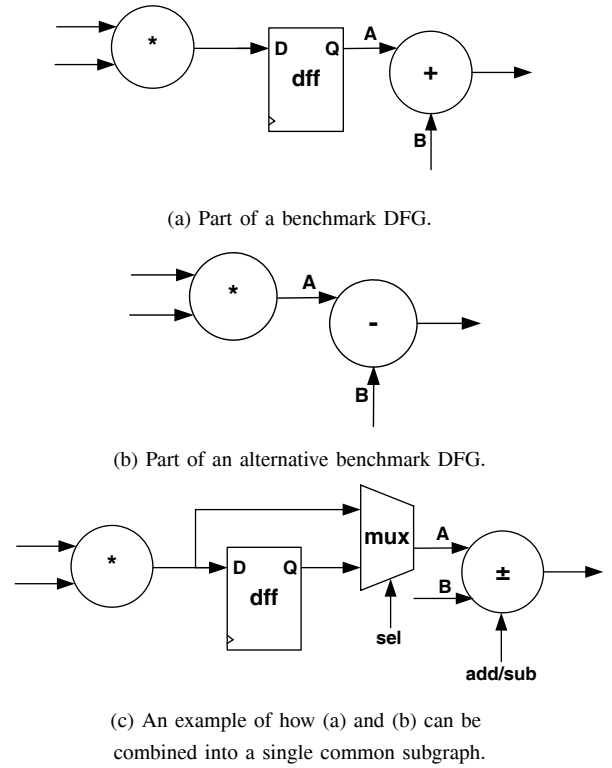 *
D Q
dff
A
+
B
(a) Part of a benchmark DFG.
*
A
-
B
(b) Part of an alternative benchmark DFG.
*
D Q
dff
mux
sel
A
B
±
add/sub
(c) An example of how (a) and (b) can be
combined into a single common subgraph.